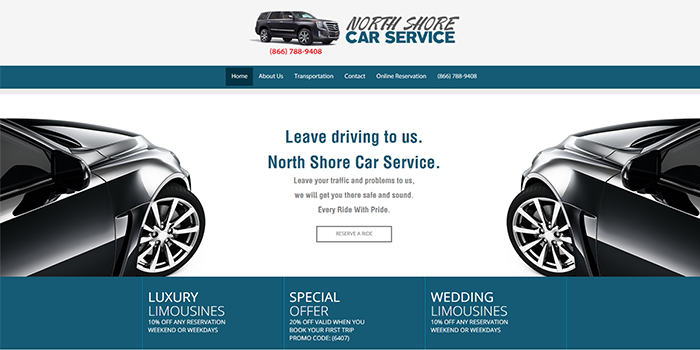 NORTH SHORE
CAR SERVICE
(866) 788-9408
Home About Us Transportation Contact Online Reservation (866) 788-9408
Leave driving to us.
North Shore Car Service.
Leave your traffic and problems to us,
we will get you there safe and sound.
Every Ride With Pride.
RESERVE A RIDE
LUXURY
LIMOUSINES
10% OFF ANY RESERVATION
WEEKEND OR WEEKDAYS
SPECIAL
OFFER
20% OFF VALID WHEN YOU
BOOK YOUR FIRST TRIP
PROMO CODE: (6407)
WEDDING
LIMOUSINES
10% OFF ANY RESERVATION
WEEKEND OR WEEKDAYS